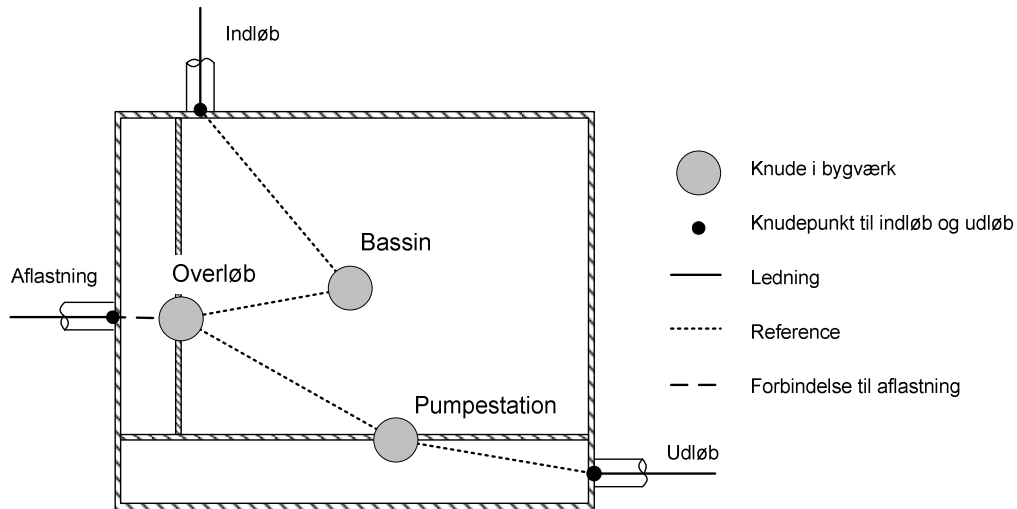 Indløb
Bassin
Overløb
Aflastning
Pumpestation
Udløb
Knude i bygværk
Knudepunkt til indløb og udløb
Ledning
Reference
Forbindelse til aflastning